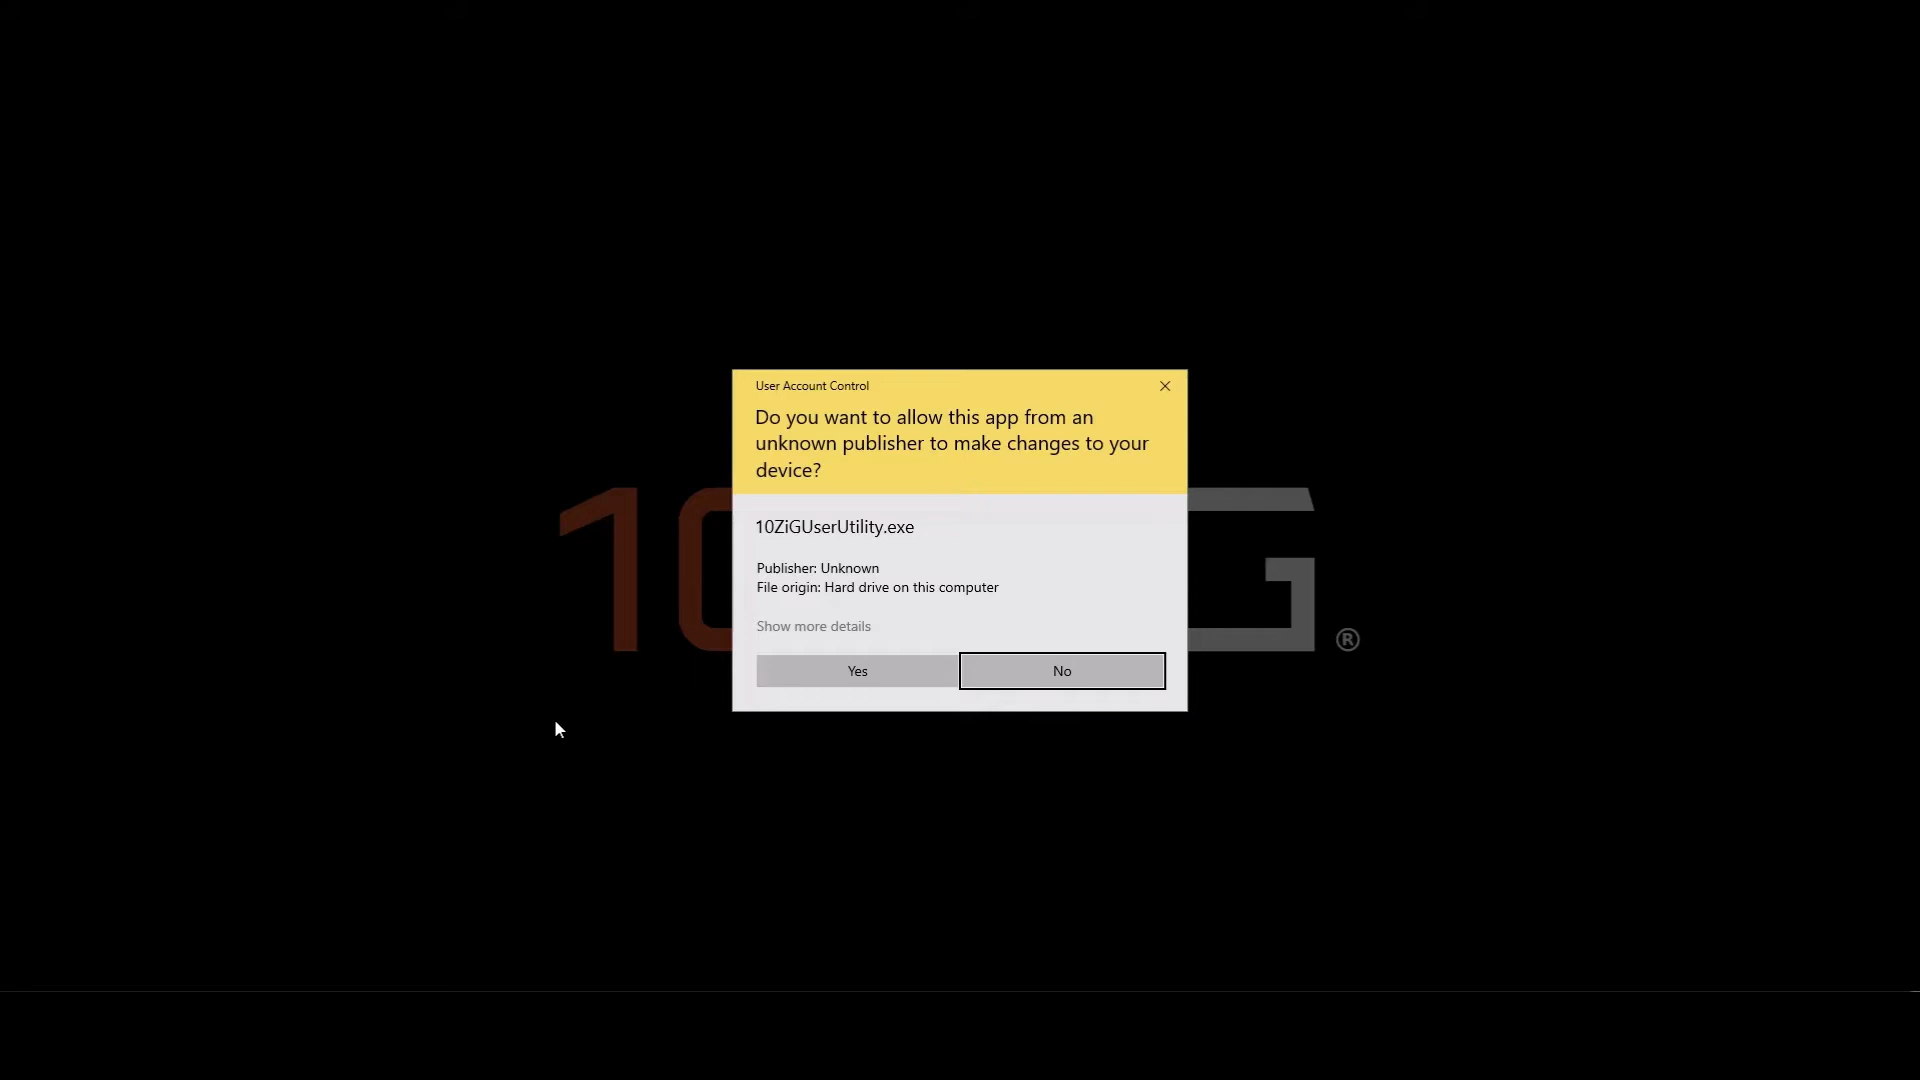 User Account Control
Do you want to allow this app from an
unknown publisher to make changes to your
device?
10ZiGUserUtility.exe
Publisher: Unknown
File origin: Hard drive on this computer
Show more details
Yes
No
10
G
®